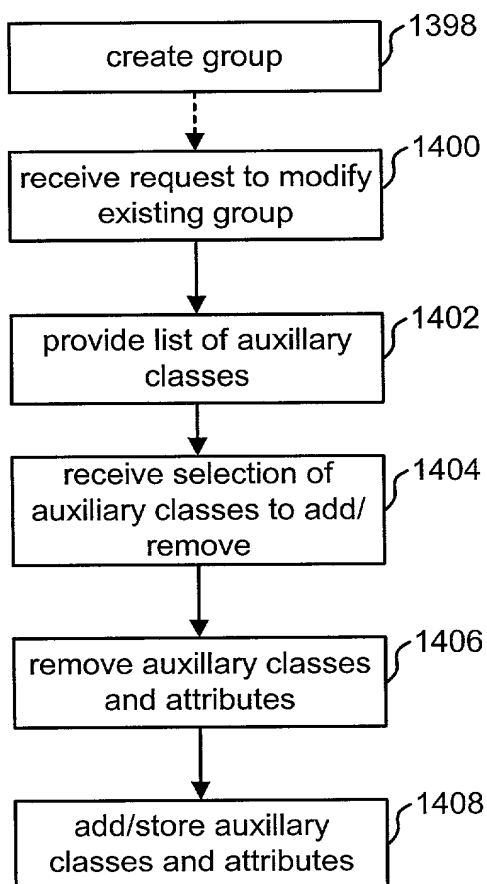 1398
create group
1400
receive request to modify
existing group
1402
provide list of auxillary
classes
1404
receive selection of
auxiliary classes to add/
remove
1406
remove auxillary classes
and attributes
1408
add/store auxillary
classes and attributes